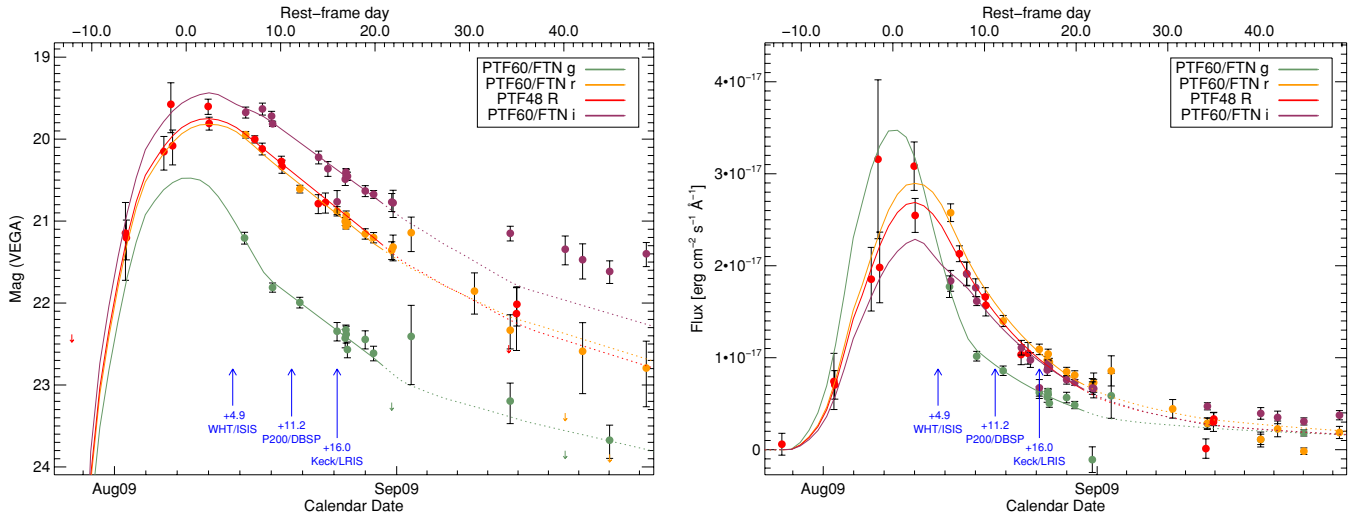 Rest-frame day
-10.0 0.0 10.0 20.0 30.0 40.0
19
20
21
22
23
24
Mag (VEGA)
PTF60/FTN g
PTF60/FTN r
PTF48 R
PTF60/FTN i
+4.9
WHT/ISIS
+11.2
P200/DBSP
+16.0
Keck/LRIS
Aug09 Sep09
Calendar Date
Rest-frame day
-10.0 0.0 10.0 20.0 30.0 40.0
4•10⁻¹⁷
3•10⁻¹⁷
2•10⁻¹⁷
1•10⁻¹⁷
0
Flux [erg cm⁻² s⁻¹ Å⁻¹]
PTF60/FTN g
PTF60/FTN r
PTF48 R
PTF60/FTN i
+4.9
WHT/ISIS
+11.2
P200/DBSP
+16.0
Keck/LRIS
Aug09 Sep09
Calendar Date